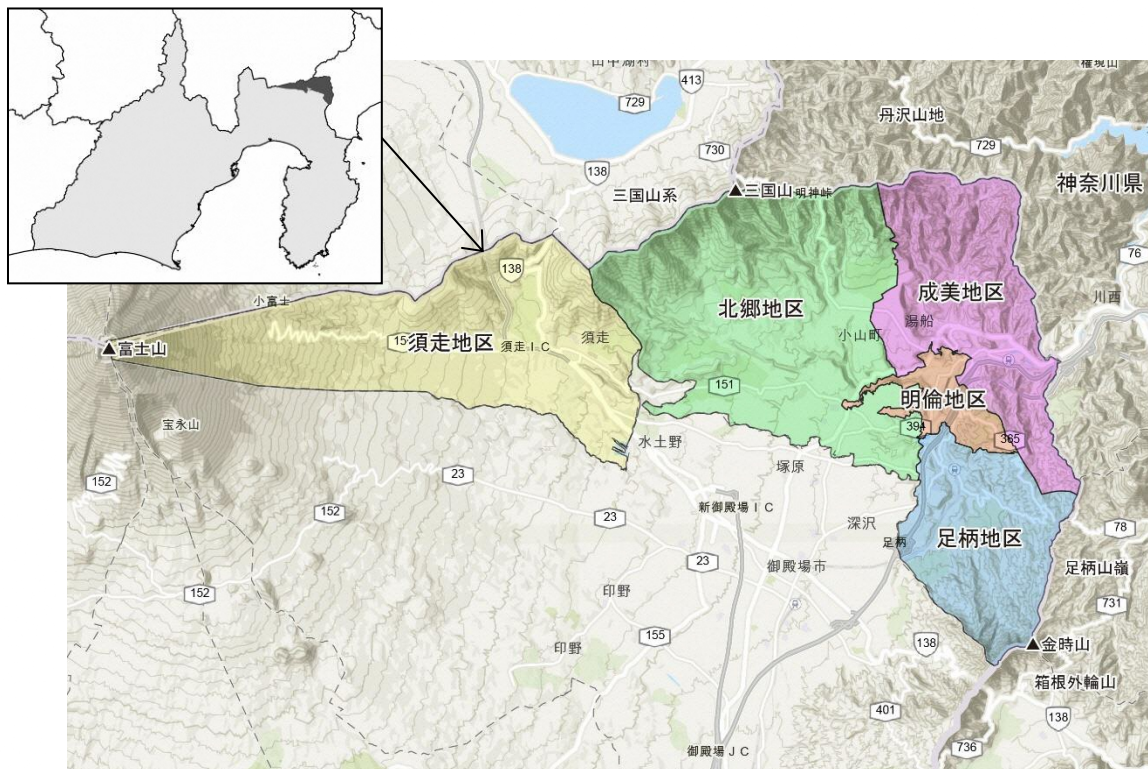 山中湖村
413
権現山
729
丹沢山地
729
730
138
三国山系
三国山
明神峠
神奈川県
76
138
成美地区
川西
小富士
北郷地区
湯船
小山町
須走
富士山
須走地区
須走IC
151
明倫地区
宝永山
394
385
水土野
152
23
塚原
新御殿場IC
152
23
深沢
足柄
足柄地区
78
23
御殿場市
足柄山嶺
152
印野
731
155
138
金時山
印野
箱根外輪山
401
138
御殿場JC
736